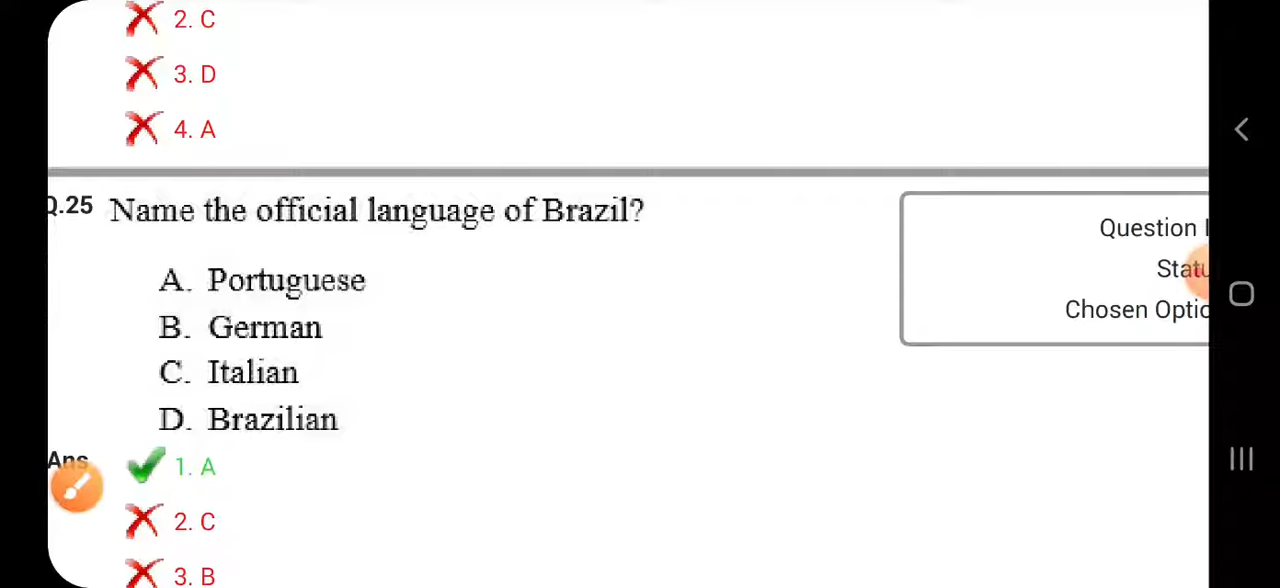 2. C
3. D
4. A
Q.25 Name the official language of Brazil?
Question
Statu
Chosen Optio
A. Portuguese
B. German
C. Italian
D. Brazilian
Ans
1. A
2. C
3. B